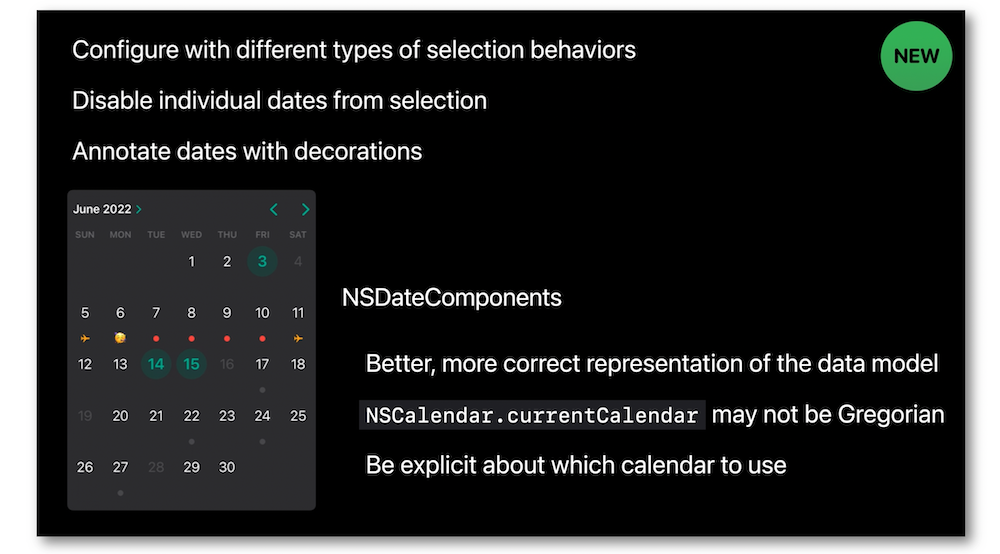 Configure with different types of selection behaviors
NEW
Disable individual dates from selection
Annotate dates with decorations
June 2022 >
SUN MON TUE WED THU FRI SAT
1 2 3 4
5 6 7 8 9 10 11
12 13 14 15 16 17 18
19 20 21 22 23 24 25
26 27 28 29 30
NSDateComponents
Better, more correct representation of the data model
NSCalendar.currentCalendar may not be Gregorian
Be explicit about which calendar to use